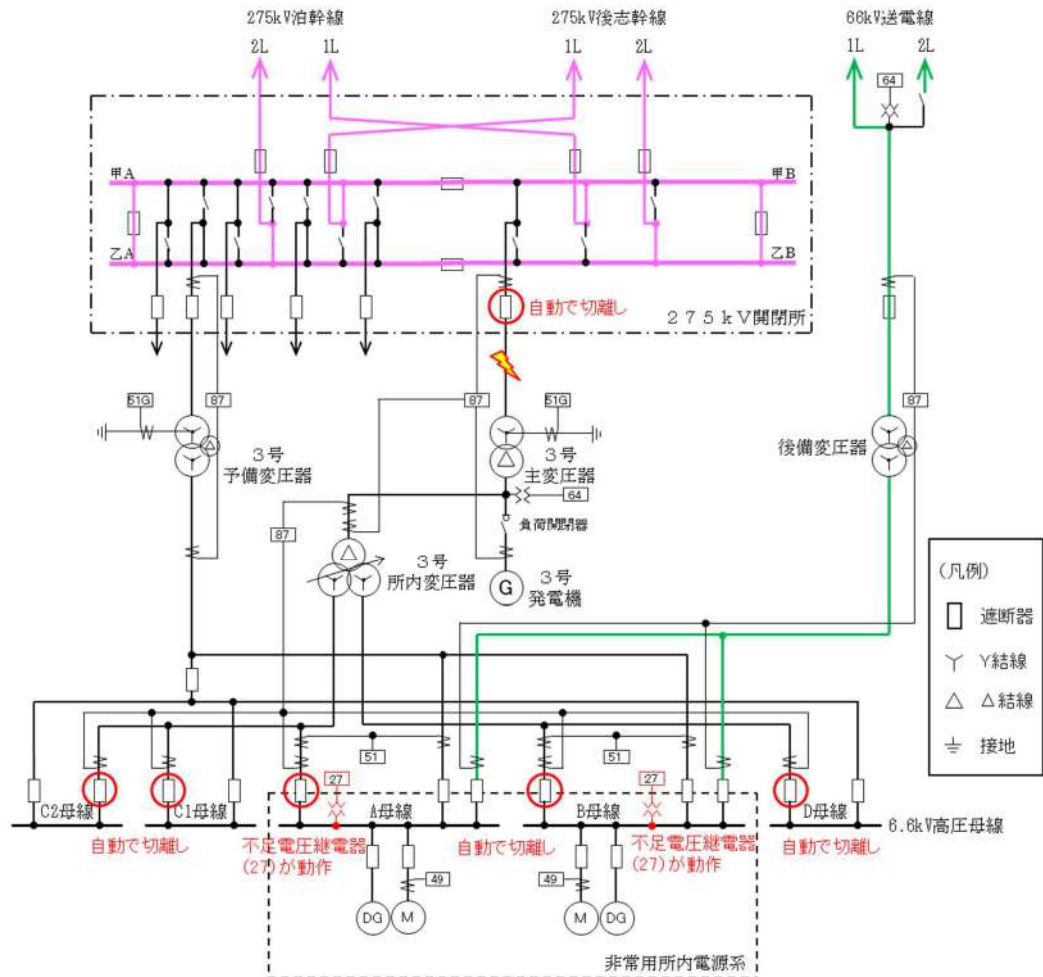 275kV泊幹線
275kV後志幹線
66kV送電線
2L
1L
1L
2L
1L
2L
64
甲A
甲B
乙A
乙B
自動で切離し
２７５ｋＶ開閉所
51G
87
87
51G
87
３号
予備変圧器
３号
主変圧器
後備変圧器
64
87
負荷開閉器
３号
所内変圧器
G
３号
発電機
(凡例)
遮断器
Y結線
△結線
接地
51
51
27
27
C2母線
C1母線
A母線
B母線
D母線
6.6kV高圧母線
自動で切離し
不足電圧継電器
(27)が動作
自動で切離し
不足電圧継電器
(27)が動作
自動で切離し
49
49
DG
M
M
DG
非常用所内電源系